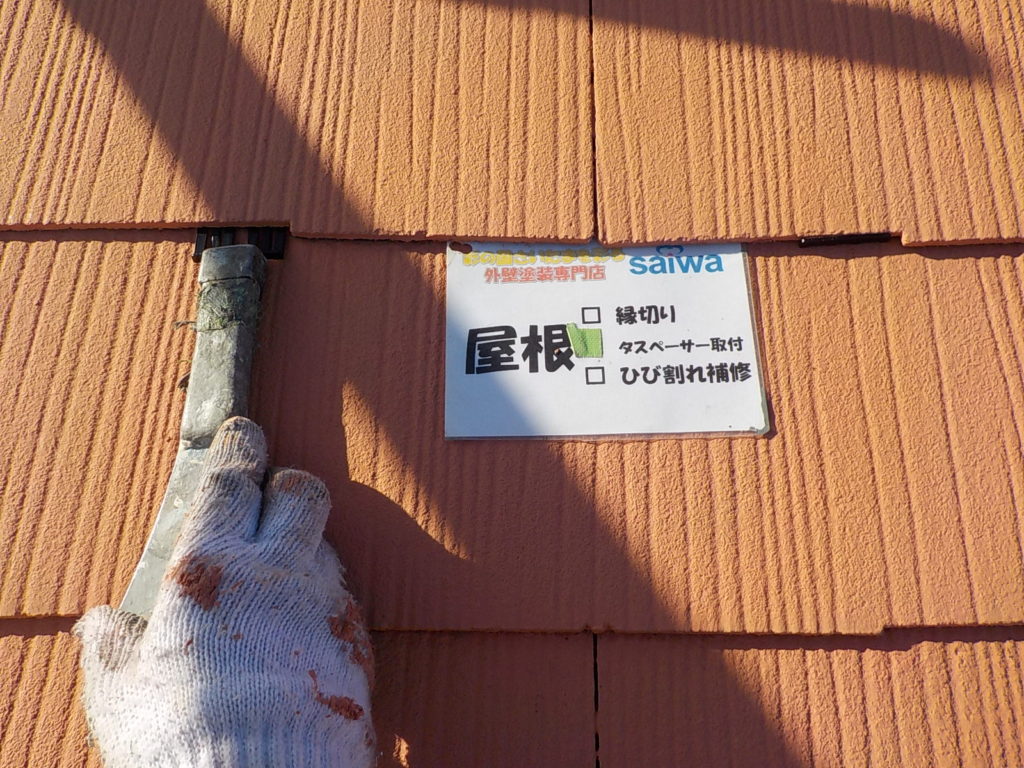 外壁塗装専門店
saiwa
屋根
縁切り
タスペーサー取付
ひび割れ補修